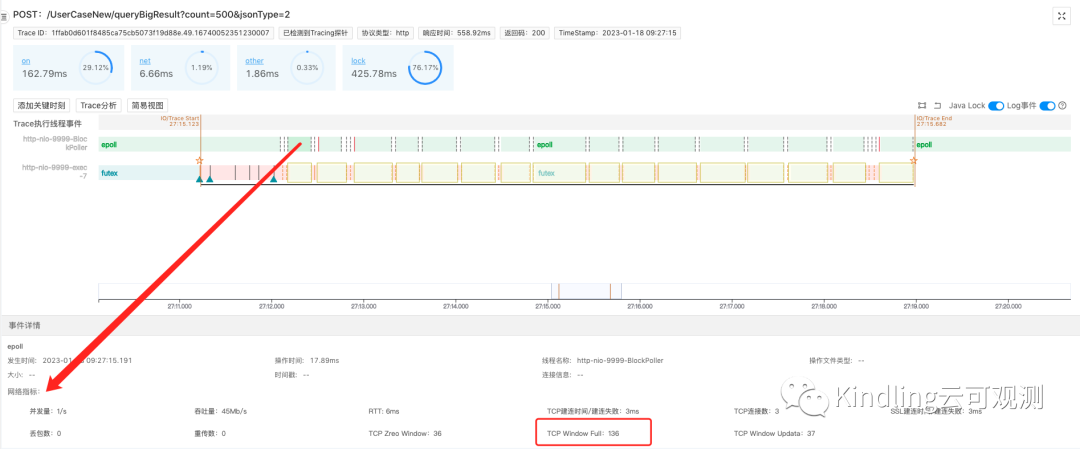 POST: /UserCaseNew/queryBigResult?count=500&jsonType=2
Trace ID: 1ffab0d601f8485ca75cb5073f19d88e.49.16740052351230007 已检测到Tracing探针 协议类型: http 响应时间: 558.92ms 返回码: 200 TimeStamp: 2023-01-18 09:27:15
on
162.79ms
29.12%
net
6.66ms
1.19%
other
1.86ms
0.33%
lock
425.78ms
76.17%
添加关键时刻 Trace分析 简易视图 Java Lock Log事件
Trace执行线程事件
IO/Trace Start
27:15.123
IO/Trace End
27:15.682
http-nio-9999-Bloc
kPoller
epoll epoll epoll
http-nio-9999-exec
-7
futex futex
27:11.000 27:12.000 27:13.000 27:14.000 27:15.000 27:16.000 27:17.000 27:18.000 27:19.000 27:20.000
事件详情
epoll
发生时间: 09:27:15.191 操作时间: 17.89ms 线程名称: http-nio-9999-BlockPoller 操作文件类型: --
大小: -- 时间戳: -- 连接信息: --
网络指标:
并发量: 1/s 吞吐量: 45Mb/s RTT: 6ms TCP建连时间/建连失败: 3ms TCP连接数: 3 SSL建连时 建连失败: 3ms
丢包数: 0 重传数: 0 TCP Zreo Window: 36 TCP Window Full: 136 TCP Window Updata: 37
Kindling云可观测